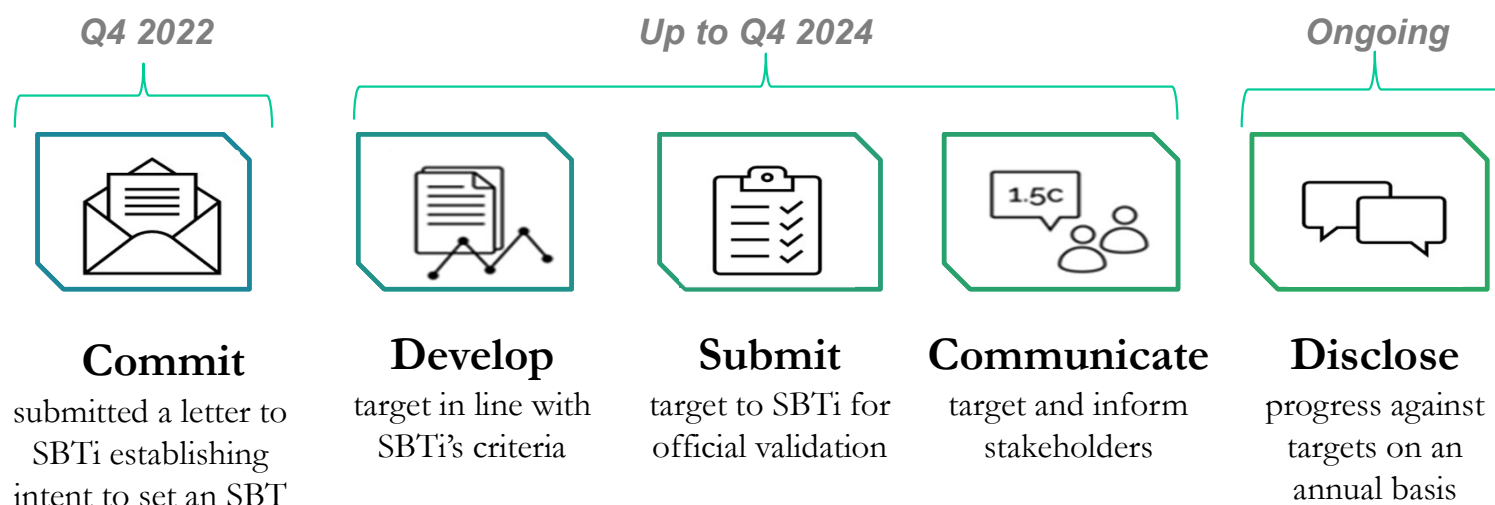 Q4 2022
Up to Q4 2024
Ongoing
1.5c
Commit
submitted a letter to
SBTi establishing
intent to set an SBT
Develop
target in line with
SBTi’s criteria
Submit
target to SBTi for
official validation
Communicate
target and inform
stakeholders
Disclose
progress against
targets on an
annual basis